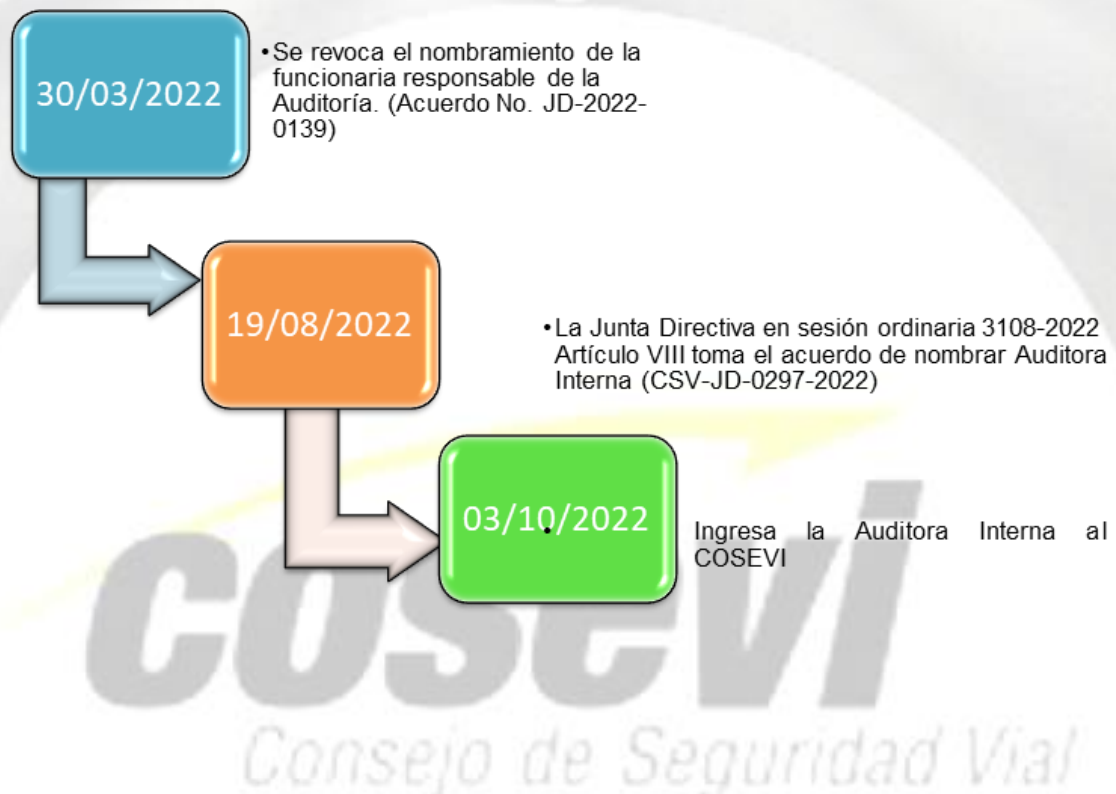 30/03/2022
•Se revoca el nombramiento de la
funcionaria responsable de la
Auditoría. (Acuerdo No. JD-2022-
0139)
19/08/2022
•La Junta Directiva en sesión ordinaria 3108-2022
Artículo VIII toma el acuerdo de nombrar Auditora
Interna (CSV-JD-0297-2022)
03/10/2022
Ingresa la Auditora Interna al
COSEVI
cosevi
Consejo de Seguridad Vial